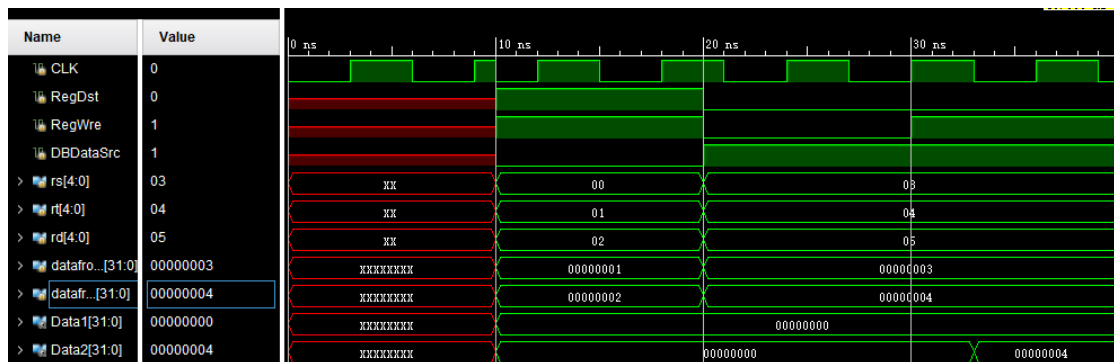 Name Value 0 ns 10 ns 20 ns 30 ns
CLK 0
RegDst 0
RegWre 1
DBDataSrc 1
rs[4:0] 03 XX 00 03
rt[4:0] 04 XX 01 04
rd[4:0] 05 XX 02 05
datafro...[31:0] 00000003 XXXXXXXX 00000001 00000003
datafr...[31:0] 00000004 XXXXXXXX 00000002 00000004
Data1[31:0] 00000000 XXXXXXXX 00000000
Data2[31:0] 00000004 XXXXXXXX 00000000 00000004